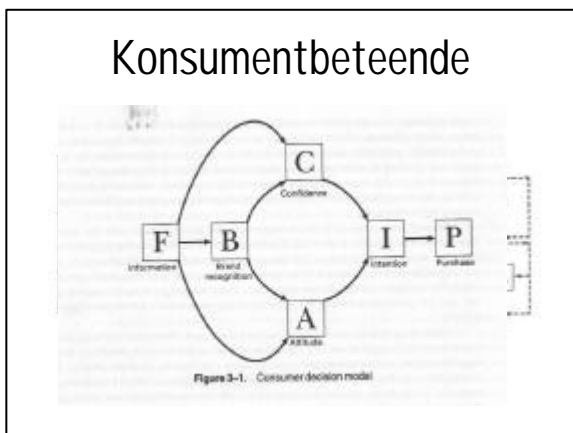 Konsumentbeteende
C
Confidence
F
Information
B
Brand
recognition
I
Intention
P
Purchase
A
Attitude
Figure 3–1. Consumer decision model